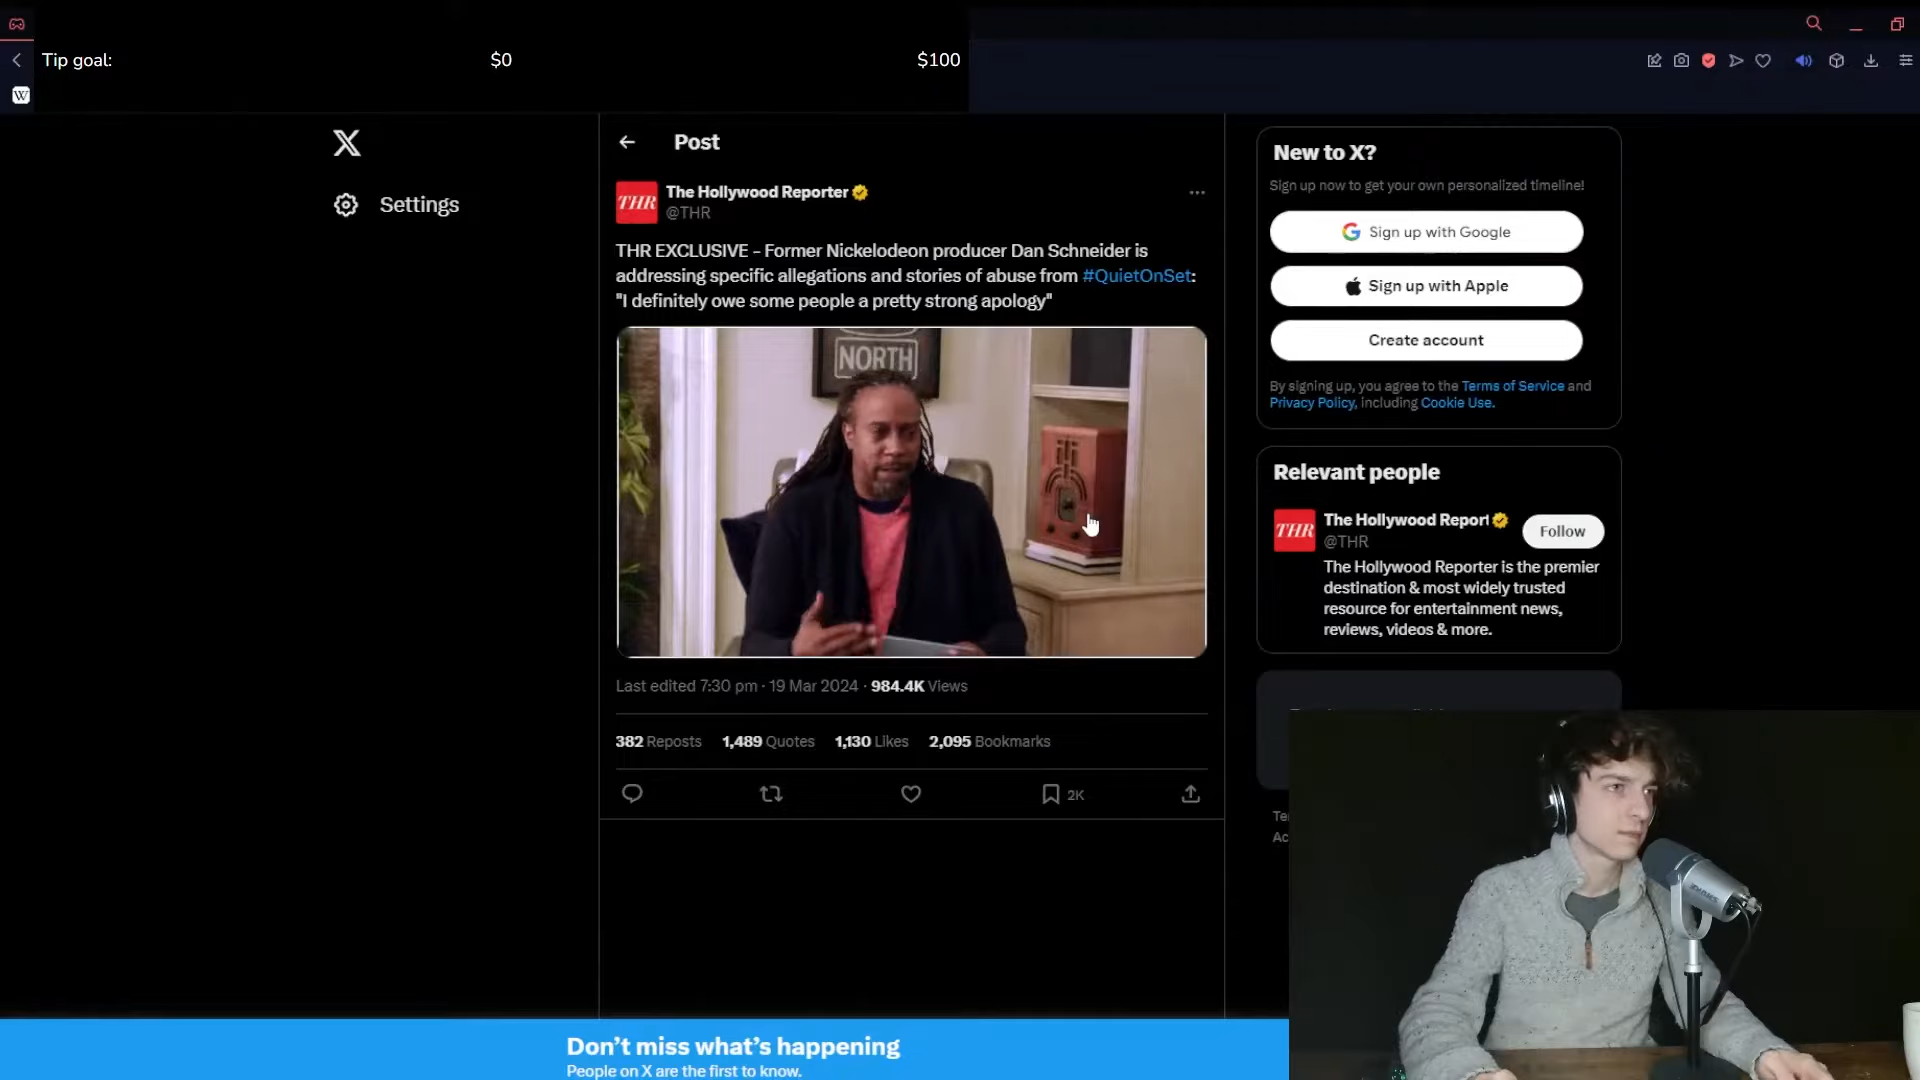 Tip goal:
$0
$100
W
Post
Settings
THR
The Hollywood Reporter
@THR
THR EXCLUSIVE – Former Nickelodeon producer Dan Schneider is
addressing specific allegations and stories of abuse from #QuietOnSet:
"I definitely owe some people a pretty strong apology"
NORTH
Last edited 7:30 pm · 19 Mar 2024 · 984.4K Views
382 Reposts 1,489 Quotes 1,130 Likes 2,095 Bookmarks
2K
New to X?
Sign up now to get your own personalized timeline!
Sign up with Google
Sign up with Apple
Create account
By signing up, you agree to the Terms of Service and
Privacy Policy, including Cookie Use.
Relevant people
THR
The Hollywood Report
@THR
Follow
The Hollywood Reporter is the premier
destination & most widely trusted
resource for entertainment news,
reviews, videos & more.
Don't miss what's happening
People on X are the first to know.